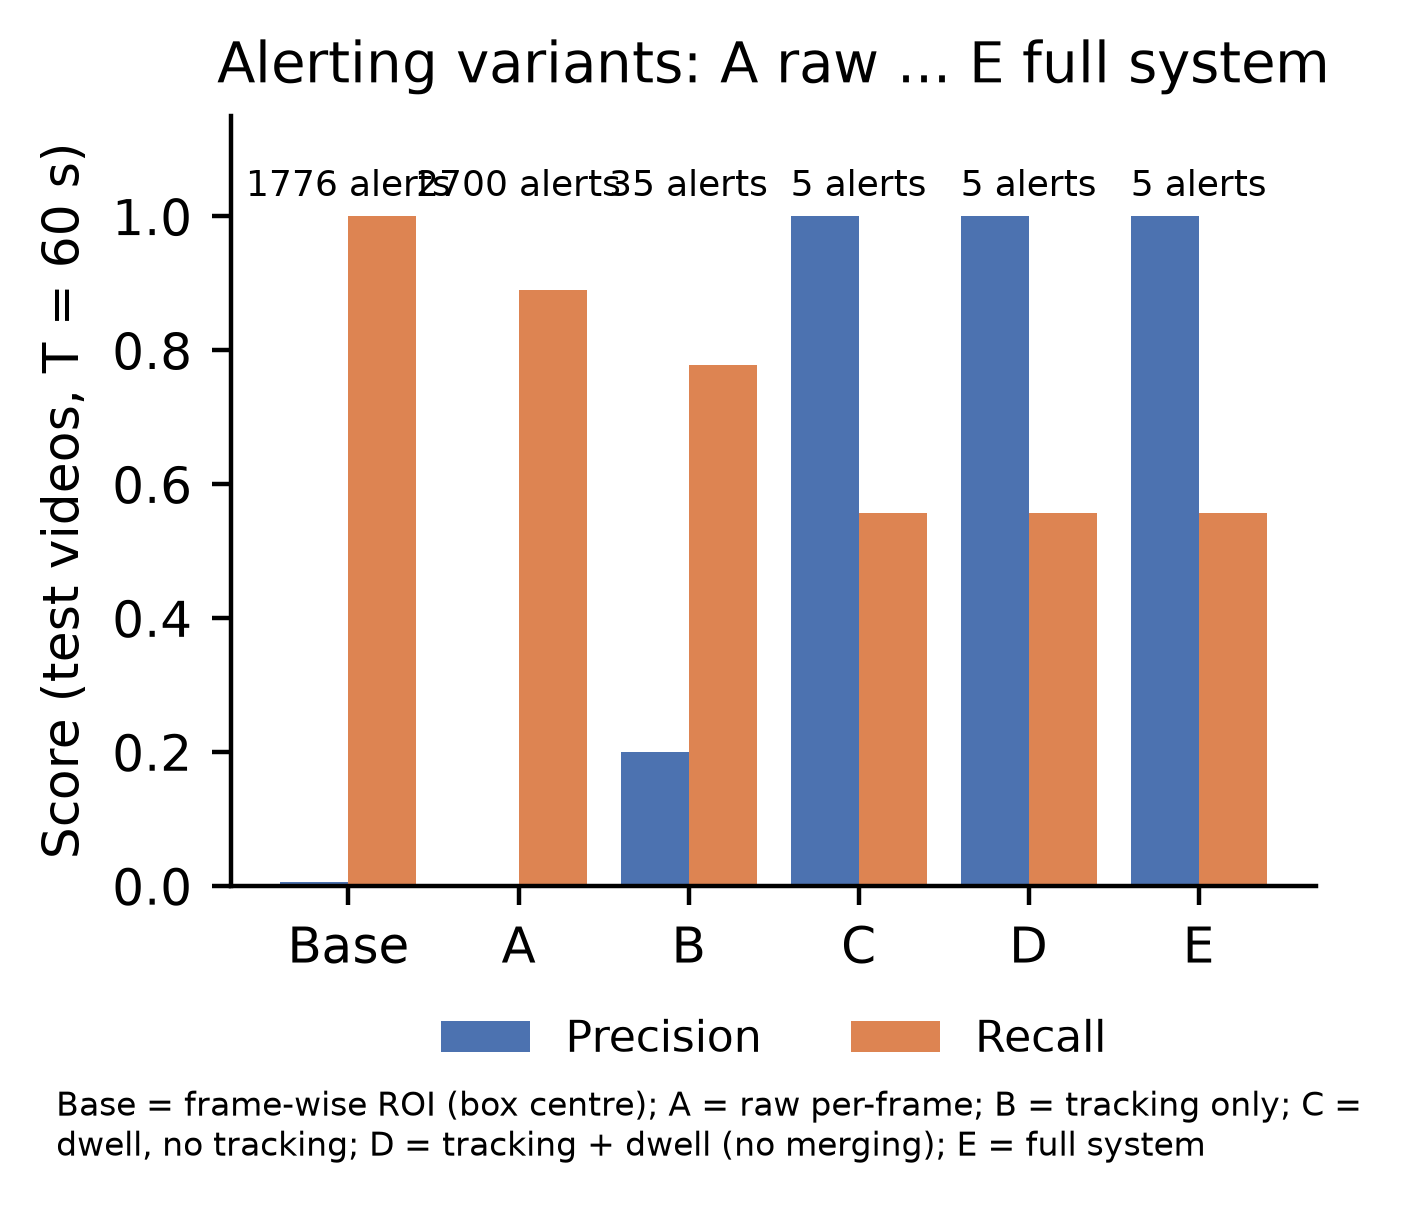 Alerting variants: A raw ... E full system
Score (test videos, T = 60 s)
1776 alerts 2700 alerts 35 alerts 5 alerts 5 alerts 5 alerts
1.0
0.8
0.6
0.4
0.2
0.0
Base A B C D E
Precision Recall
Base = frame-wise ROI (box centre); A = raw per-frame; B = tracking only; C =
dwell, no tracking; D = tracking + dwell (no merging); E = full system